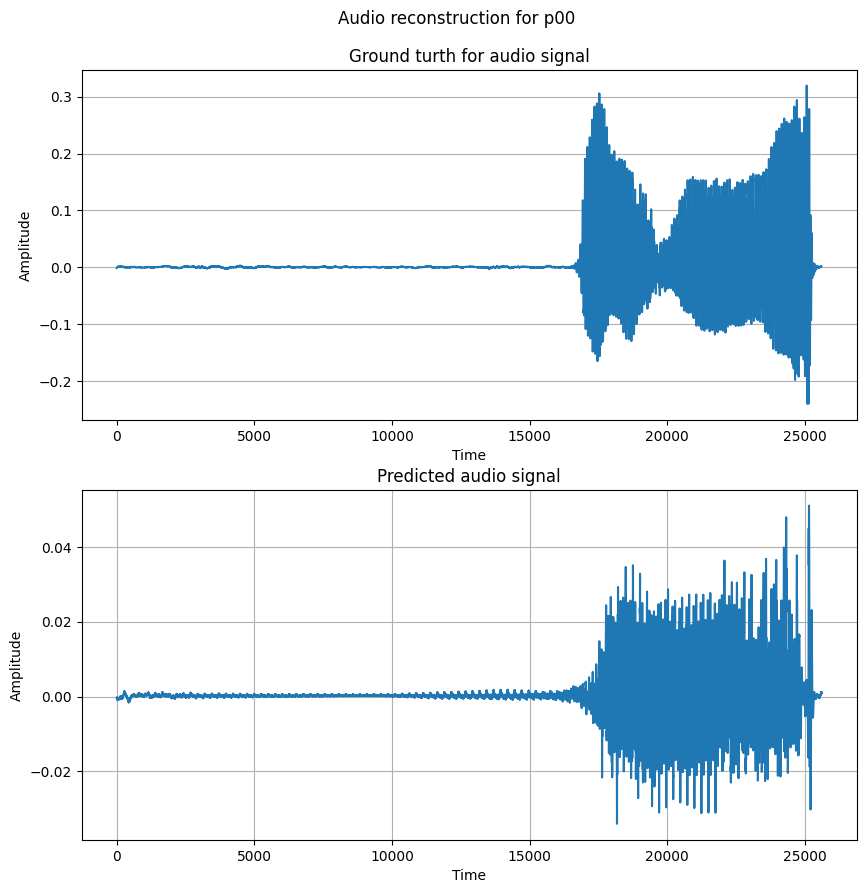 Audio reconstruction for p00
Ground turth for audio signal
0.3
0.2
0.1
0.0
−0.1
−0.2
Amplitude
0 5000 10000 15000 20000 25000
Time
Predicted audio signal
0.04
0.02
0.00
−0.02
Amplitude
0 5000 10000 15000 20000 25000
Time